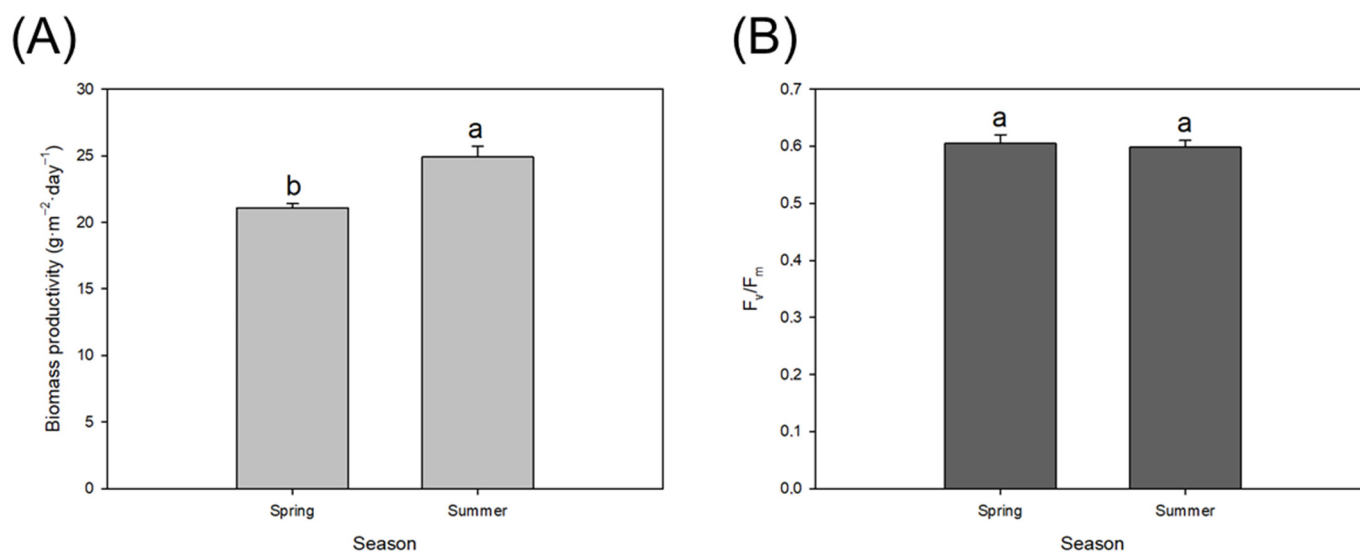 (A)
30
25
20
15
10
5
0
Biomass productivity (g·m⁻²·day⁻¹)
b
a
Spring Summer
Season
(B)
0.7
0.6
0.5
0.4
0.3
0.2
0.1
0.0
Fᵥ/Fₘ
a a
Spring Summer
Season